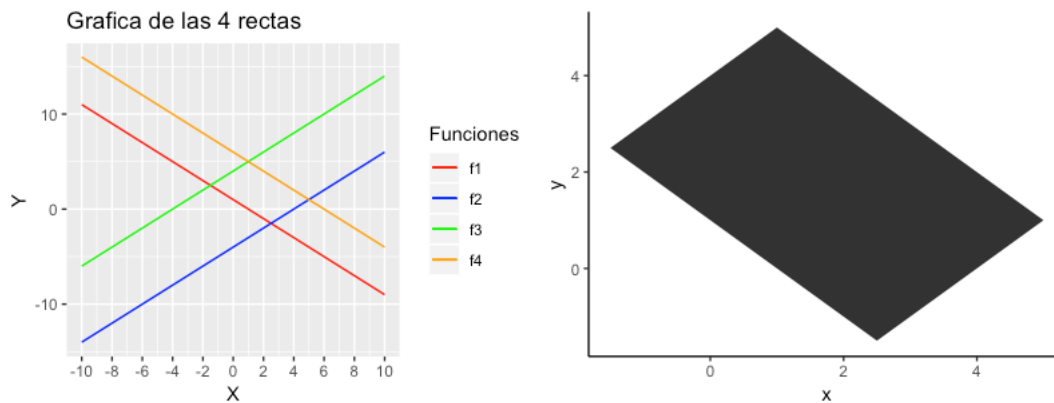 Grafica de las 4 rectas
10
0
-10
Y
-10 -8 -6 -4 -2 0 2 4 6 8 10
X
Funciones
f1
f2
f3
f4
4
2
0
y
0 2 4
x